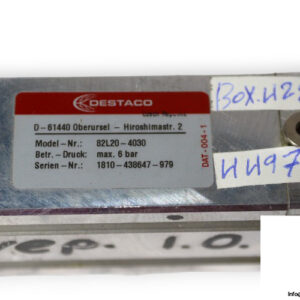 DESTACO
D-61440 Oberursel - Hiroshimastr. 2
Model-Nr.: 82L20-4030
Betr.-Druck: max. 6 bar
Serien-Nr.: 1810-438647-979
DAT-004-1
BOX.H2
HH97
rep. I.O.